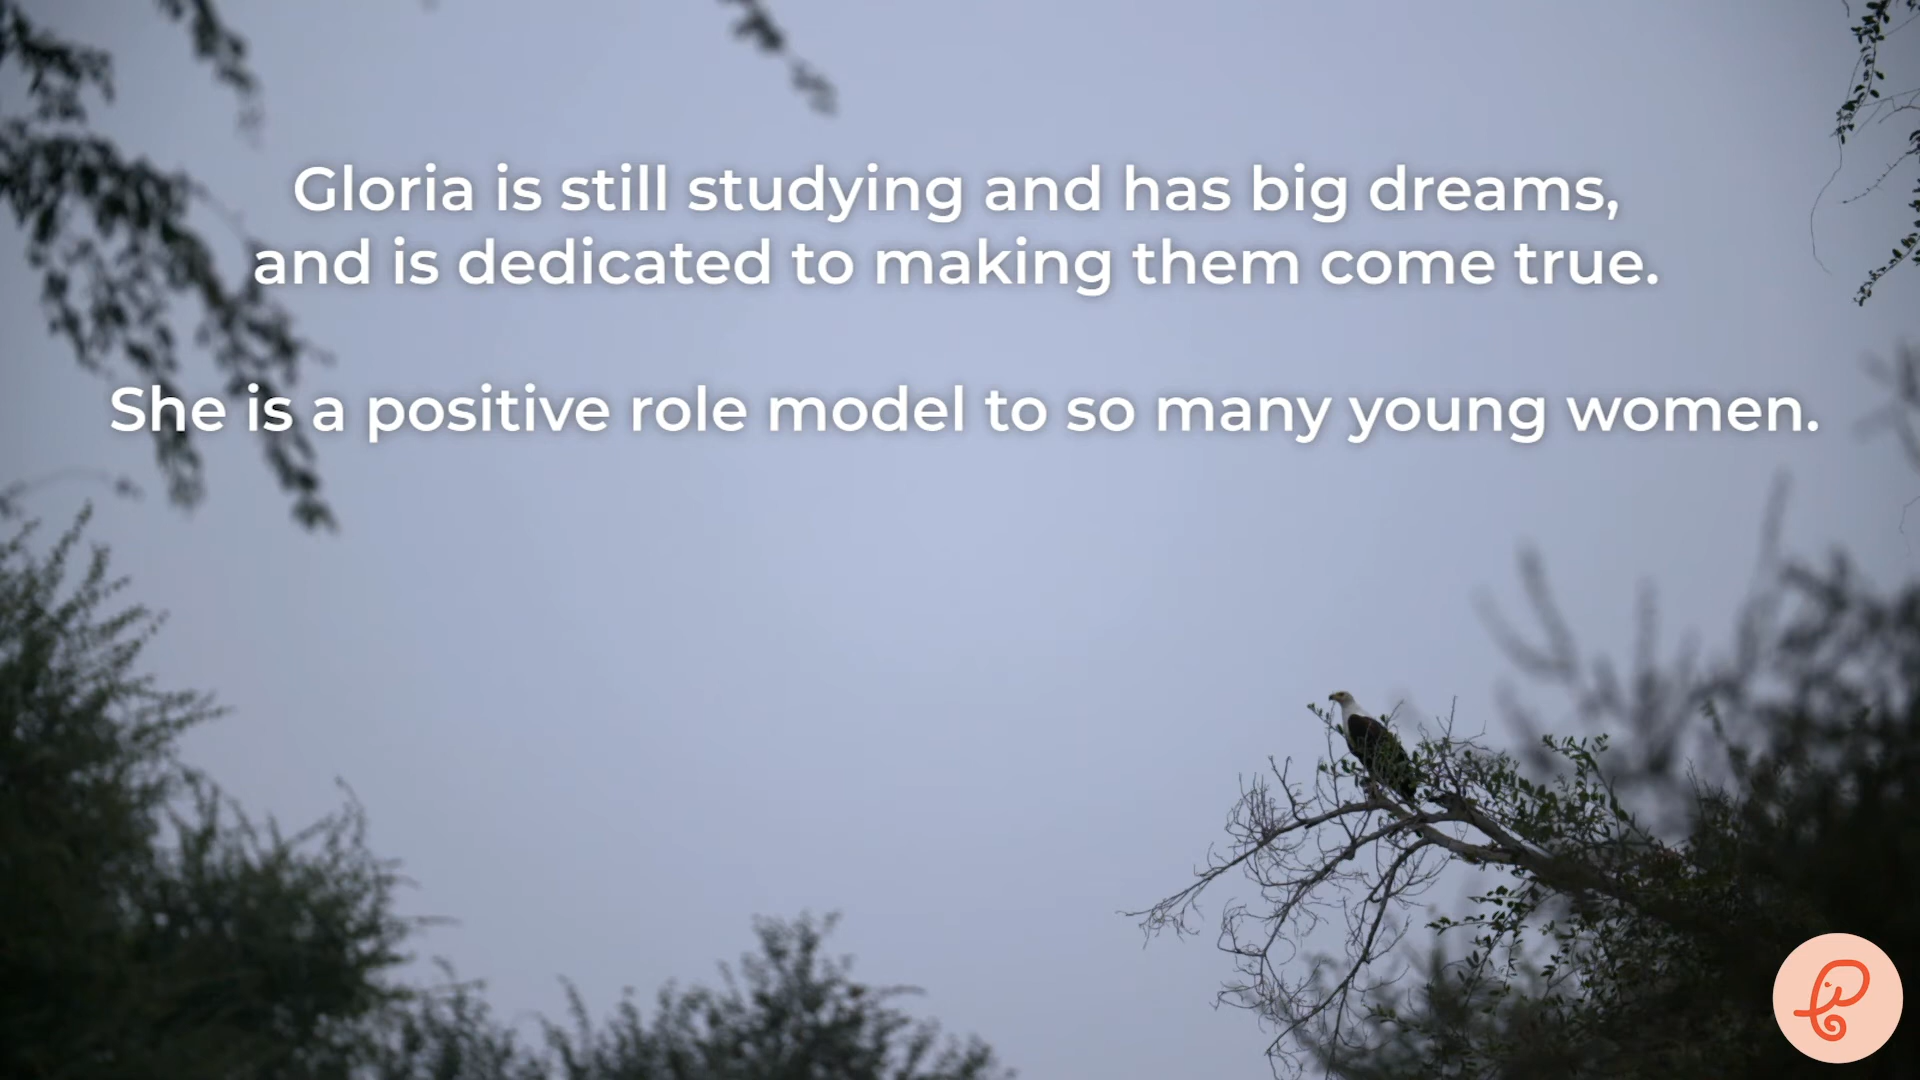 Gloria is still studying and has big dreams,
and is dedicated to making them come true.
She is a positive role model to so many young women.